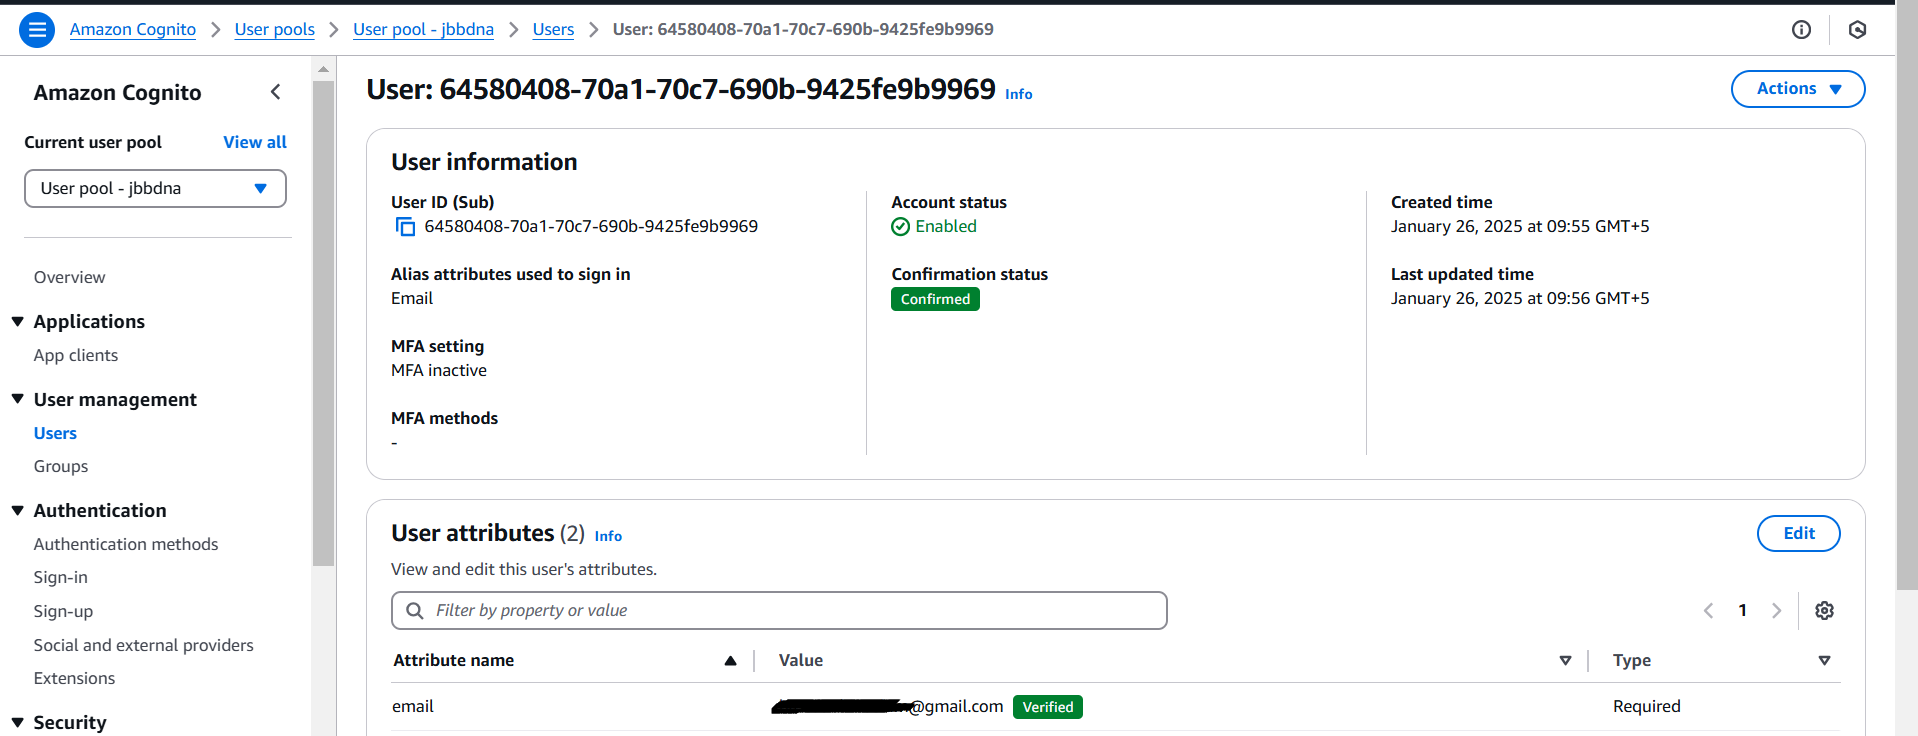 Amazon Cognito > User pools > User pool - jbbdna > Users > User: 64580408-70a1-70c7-690b-9425fe9b9969
Amazon Cognito
Current user pool View all
User pool - jbbdna
Overview
Applications
App clients
User management
Users
Groups
Authentication
Authentication methods
Sign-in
Sign-up
Social and external providers
Extensions
Security
User: 64580408-70a1-70c7-690b-9425fe9b9969 Info
Actions
User information
User ID (Sub)
64580408-70a1-70c7-690b-9425fe9b9969
Alias attributes used to sign in
Email
MFA setting
MFA inactive
MFA methods
-
Account status
Enabled
Confirmation status
Confirmed
Created time
January 26, 2025 at 09:55 GMT+5
Last updated time
January 26, 2025 at 09:56 GMT+5
User attributes (2) Info
Edit
View and edit this user's attributes.
Filter by property or value
1
Attribute name Value Type
email @gmail.com Verified Required